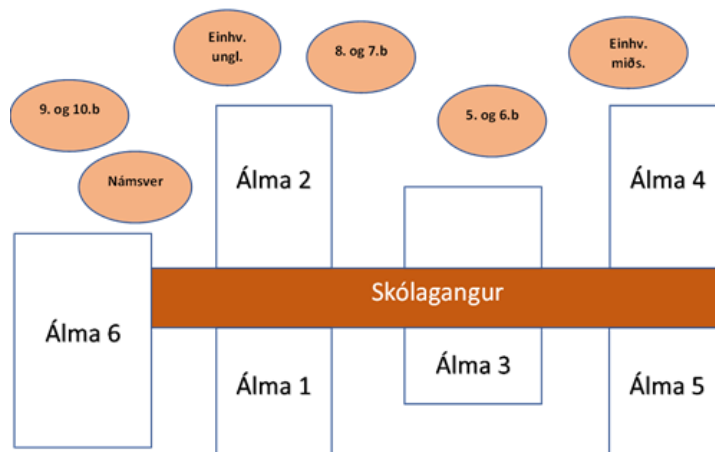 Einhv.
ungl.
8. og 7.b
Einhv.
miðs.
9. og 10.b
5. og 6.b
Námsver
Álma 2
Álma 4
Skólagangur
Álma 6
Álma 1
Álma 3
Álma 5